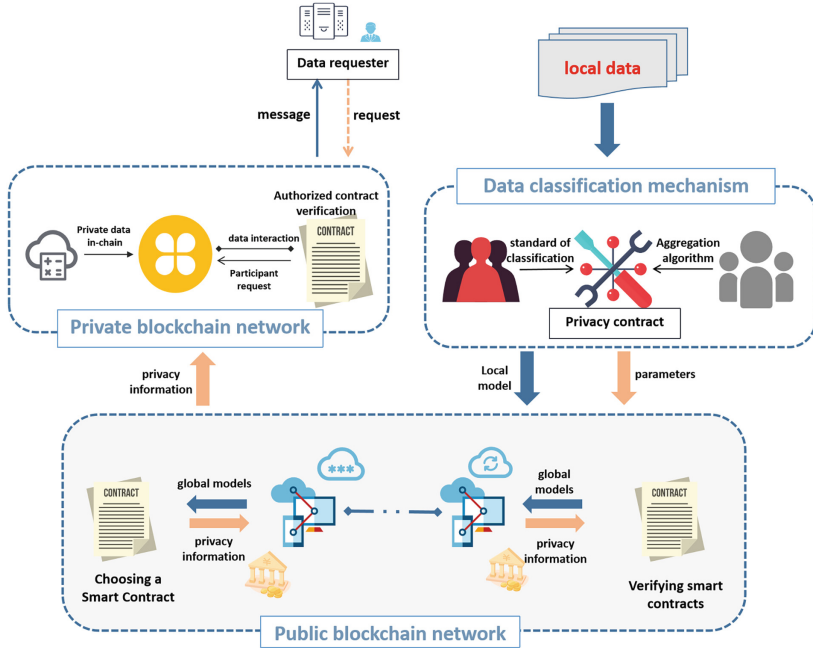 Data requester
message
request
local data
Data classification mechanism
Authorized contract
verification
CONTRACT
Private data
in-chain
data interaction
Participant
request
Private blockchain network
standard of
classification
Aggregation
algorithm
Privacy contract
privacy
information
Local
model
parameters
CONTRACT
global models
privacy
information
Choosing a
Smart Contract
***
global
models
privacy
information
CONTRACT
Verifying smart
contracts
Public blockchain network